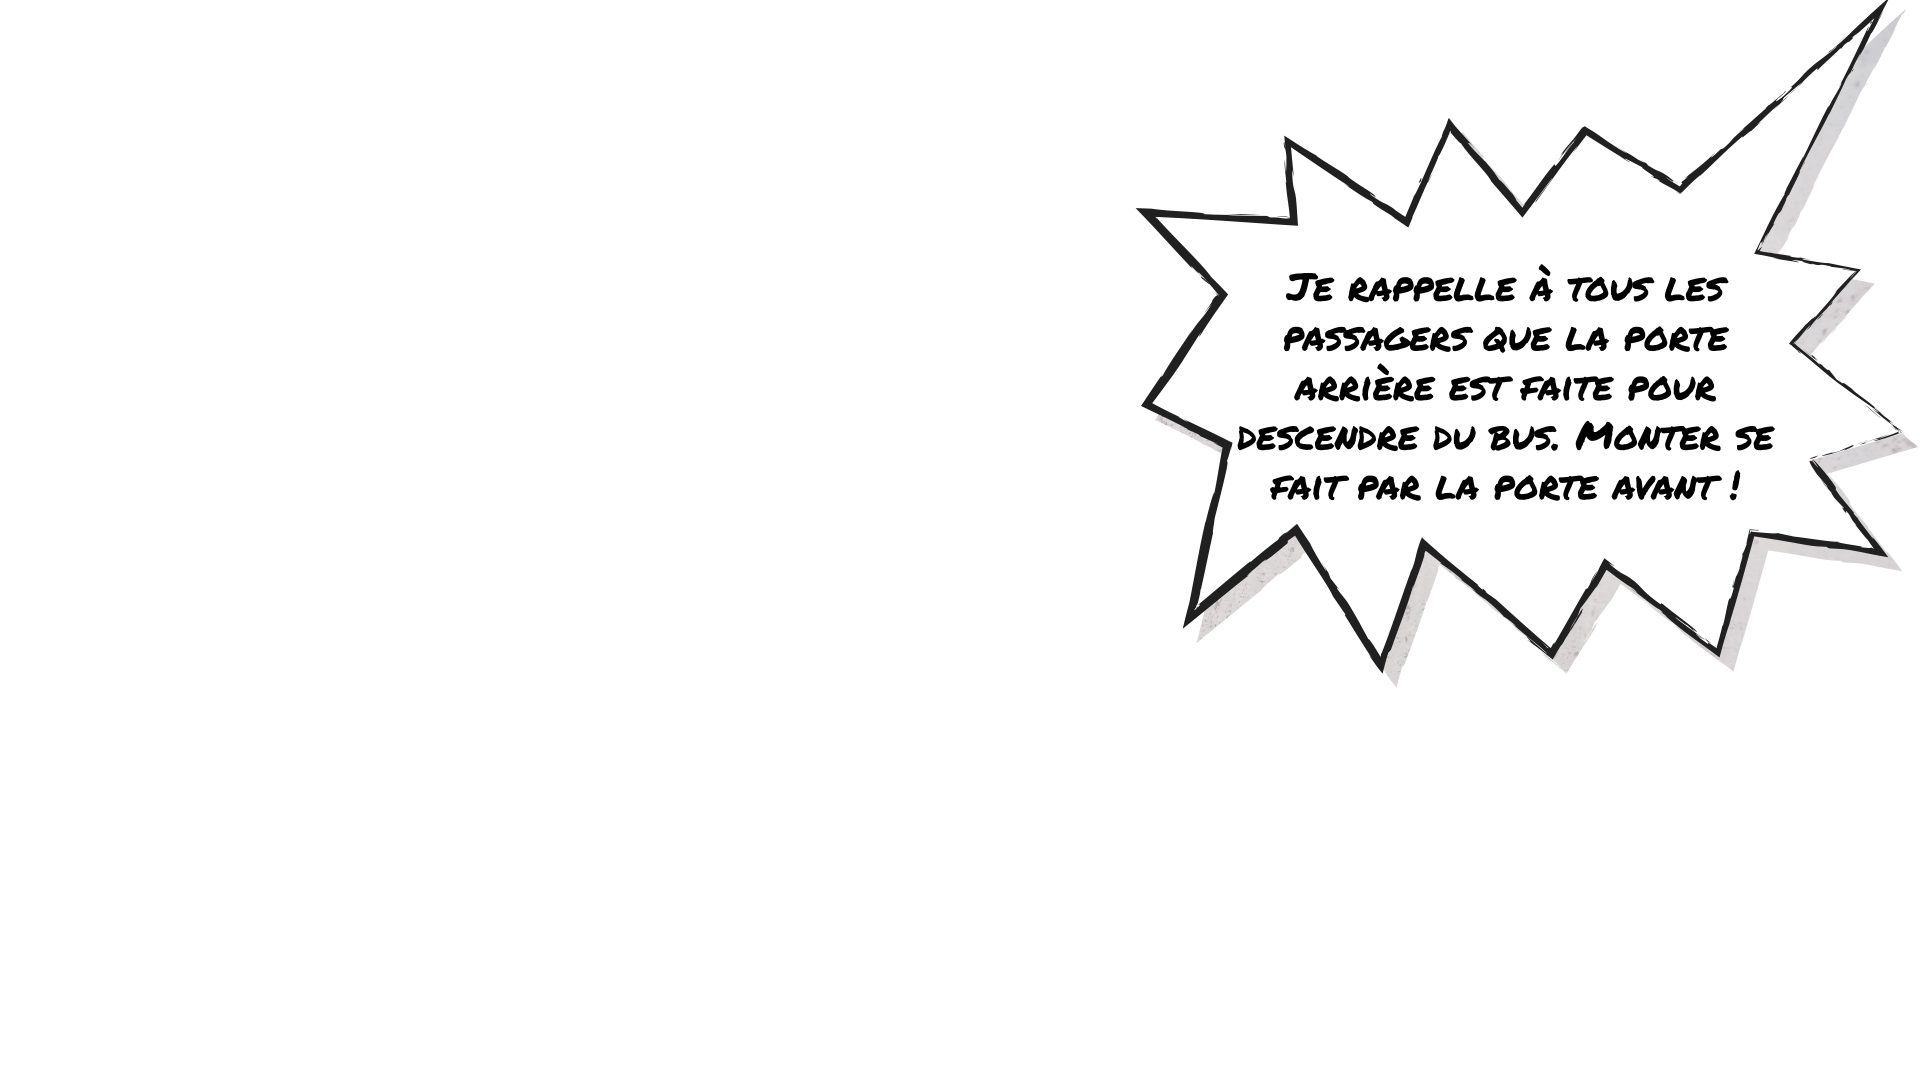 Je rappelle à tous les
passagers que la porte
arrière est faite pour
descendre du bus. Monter se
fait par la porte avant !